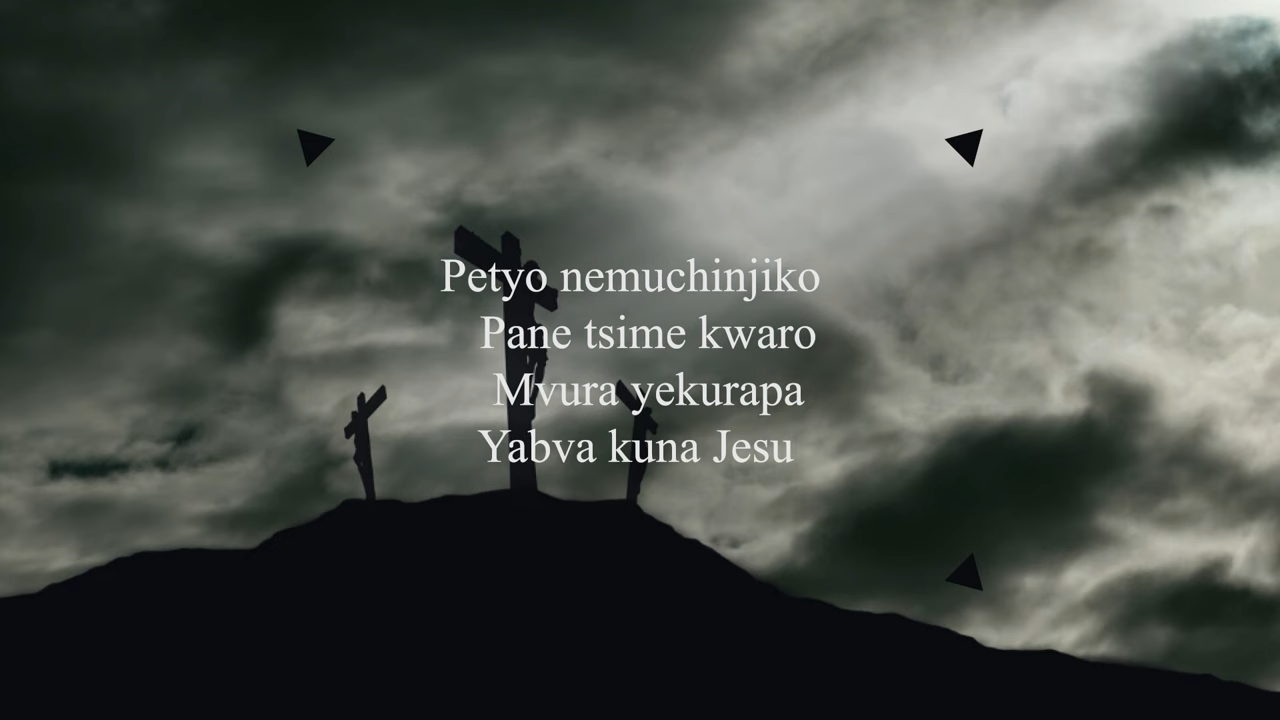 Petyo nemuchinjiko
Pane tsime kwaro
Mvura yekurapa
Yabva kuna Jesu